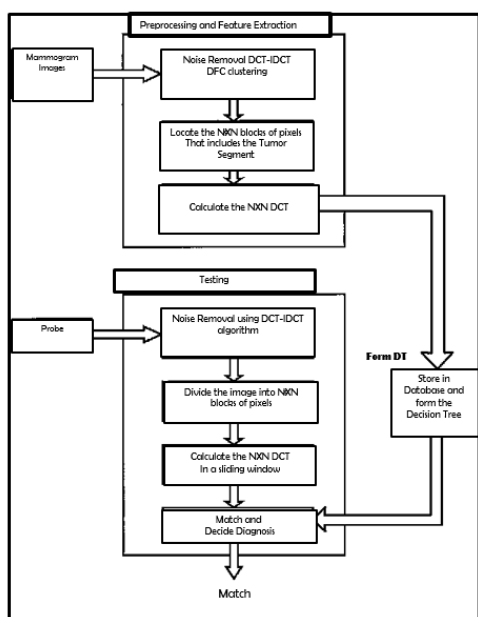 Preprocessing and Feature Extraction
Mammogram
Images
Noise Removal DCT-IDCT
DFC clustering
Locate the NXN blocks of pixels
That includes the Tumor
Segment
Calculate the NXN DCT
Testing
Probe
Noise Removal using DCT-IDCT
algorithm
Divide the image into NXN
blocks of pixels
Calculate the NXN DCT
In a sliding window
Match and
Decide Diagnosis
Match
Form DT
Store in
Database and
form the
Decision Tree